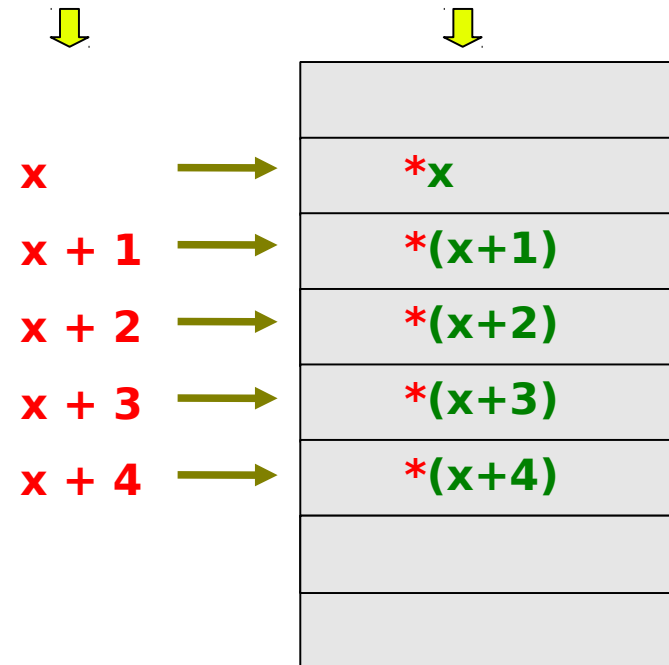 x *x
x + 1 *(x+1)
x + 2 *(x+2)
x + 3 *(x+3)
x + 4 *(x+4)